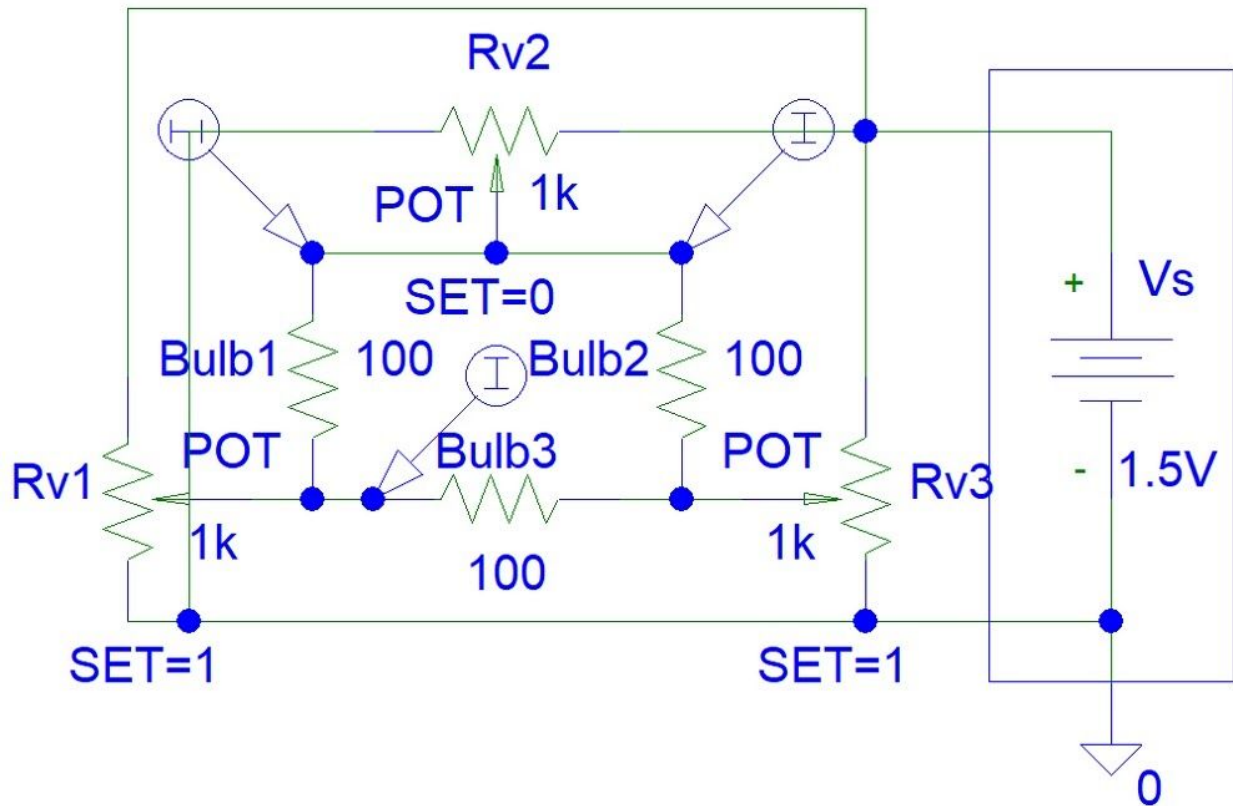 Rv2
POT
1k
SET=0
+
Vs
Bulb1
100
Bulb2
100
I
I
I
Rv1
POT
1k
Bulb3
100
POT
1k
Rv3
-
1.5V
SET=1
SET=1
0